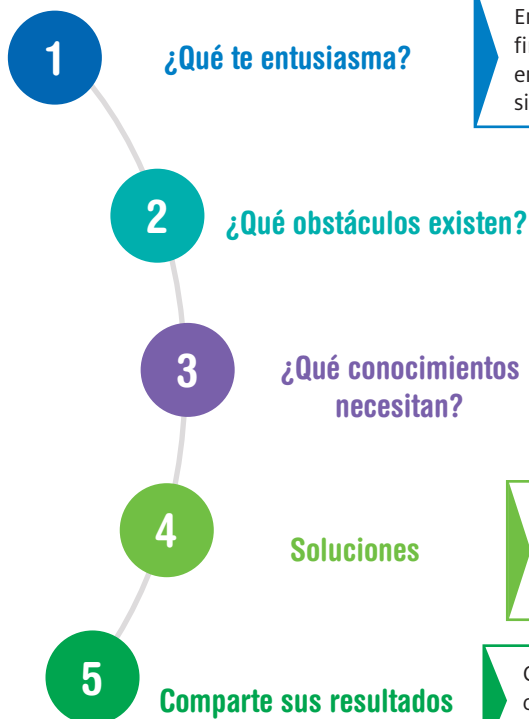 1
¿Qué te entusiasma?
2
¿Qué obstáculos existen?
3
¿Qué conocimientos
necesitan?
4
Soluciones
5
Comparte sus resultados